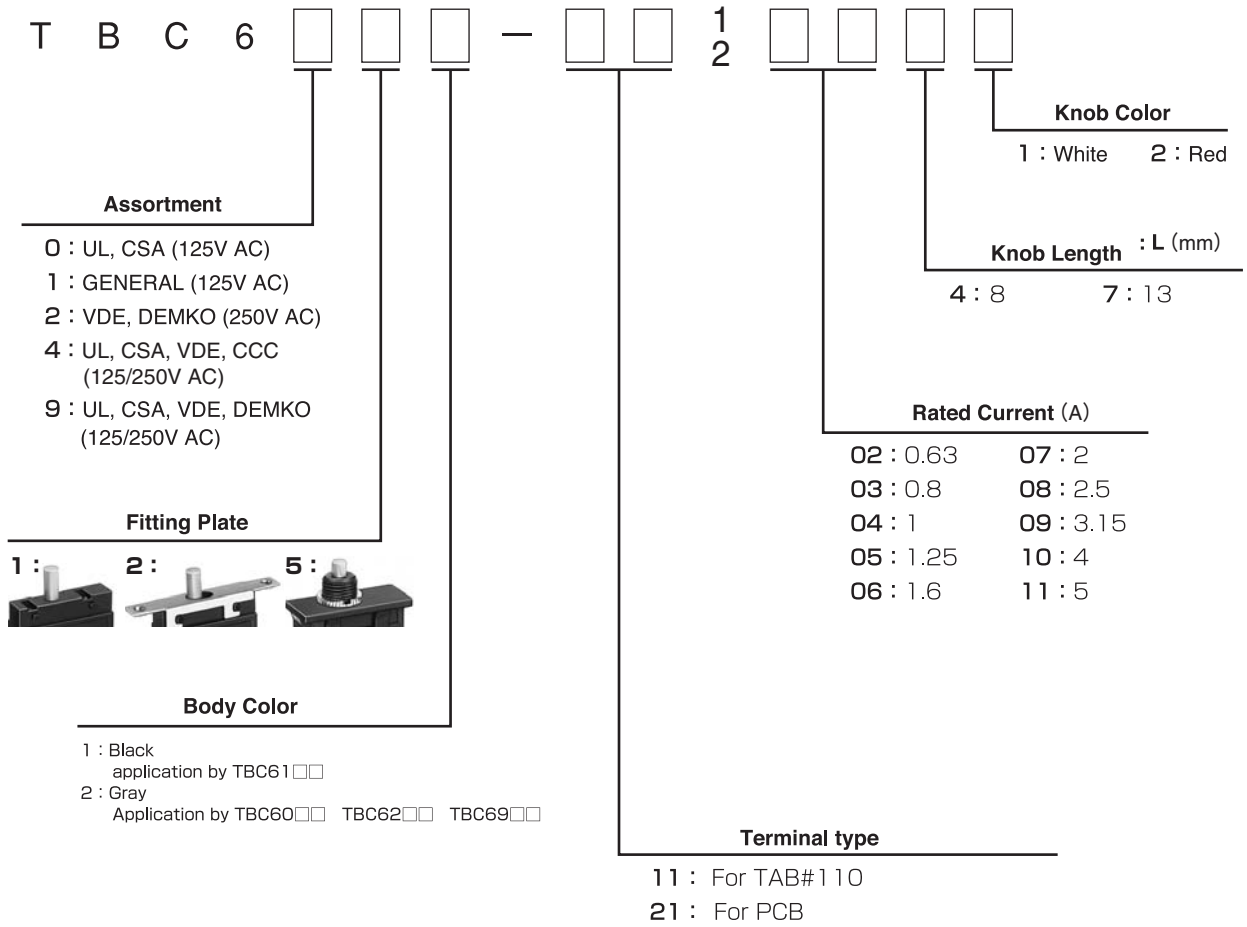 T B C 6 □ □ □ — □ □ 1 □ □ □ □
2
Knob Color
1 : White 2 : Red
Assortment
0 : UL, CSA (125V AC)
1 : GENERAL (125V AC)
2 : VDE, DEMKO (250V AC)
4 : UL, CSA, VDE, CCC
(125/250V AC)
9 : UL, CSA, VDE, DEMKO
(125/250V AC)
Knob Length : L (mm)
4 : 8 7 : 13
Rated Current (A)
02 : 0.63 07 : 2
03 : 0.8 08 : 2.5
04 : 1 09 : 3.15
05 : 1.25 10 : 4
06 : 1.6 11 : 5
Fitting Plate
1 : 2 : 5 :
Body Color
1 : Black
application by TBC61□□
2 : Gray
Application by TBC60□□ TBC62□□ TBC69□□
Terminal type
11 : For TAB#110
21 : For PCB